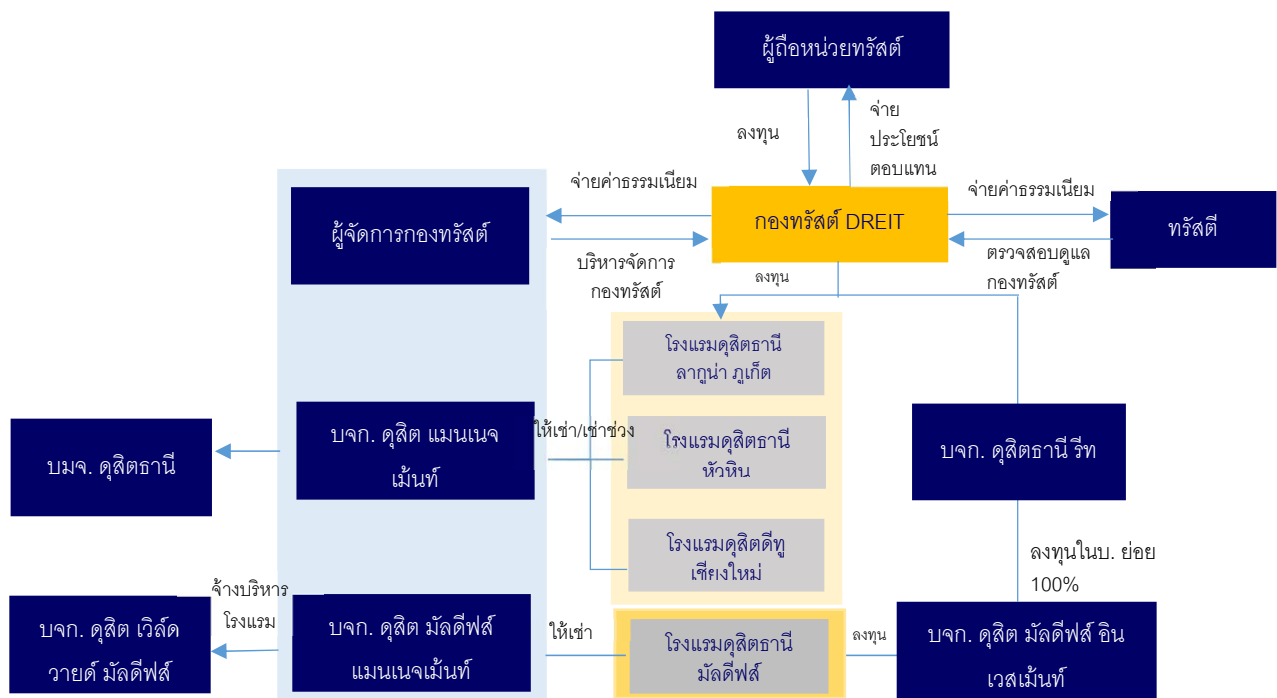 ผู้ถือหน่วยทรัสต์
ลงทุน
จ่าย
ประโยชน์
ตอบแทน
จ่ายค่าธรรมเนียม
จ่ายค่าธรรมเนียม
ผู้จัดการกองทรัสต์
กองทรัสต์ DREIT
ทรัสตี
บริหารจัดการ
กองทรัสต์
ลงทุน
ตรวจสอบดูแล
กองทรัสต์
โรงแรมดุสิตธานี
ลากูน่า ภูเก็ต
บมจ. ดุสิตธานี
บจก. ดุสิต แมนเนจ
เม้นท์
ให้เช่า/เช่าช่วง
โรงแรมดุสิตธานี
หัวหิน
บจก. ดุสิตธานี รีท
โรงแรมดุสิตดีทู
เชียงใหม่
ลงทุนในบ. ย่อย
100%
จ้างบริหาร
โรงแรม
บจก. ดุสิต เวิลด์
วายด์ มัลดีฟส์
บจก. ดุสิต มัลดีฟส์
แมนเนจเม้นท์
ให้เช่า
โรงแรมดุสิตธานี
มัลดีฟส์
ลงทุน
บจก. ดุสิต มัลดีฟส์ อิน
เวสเม้นท์